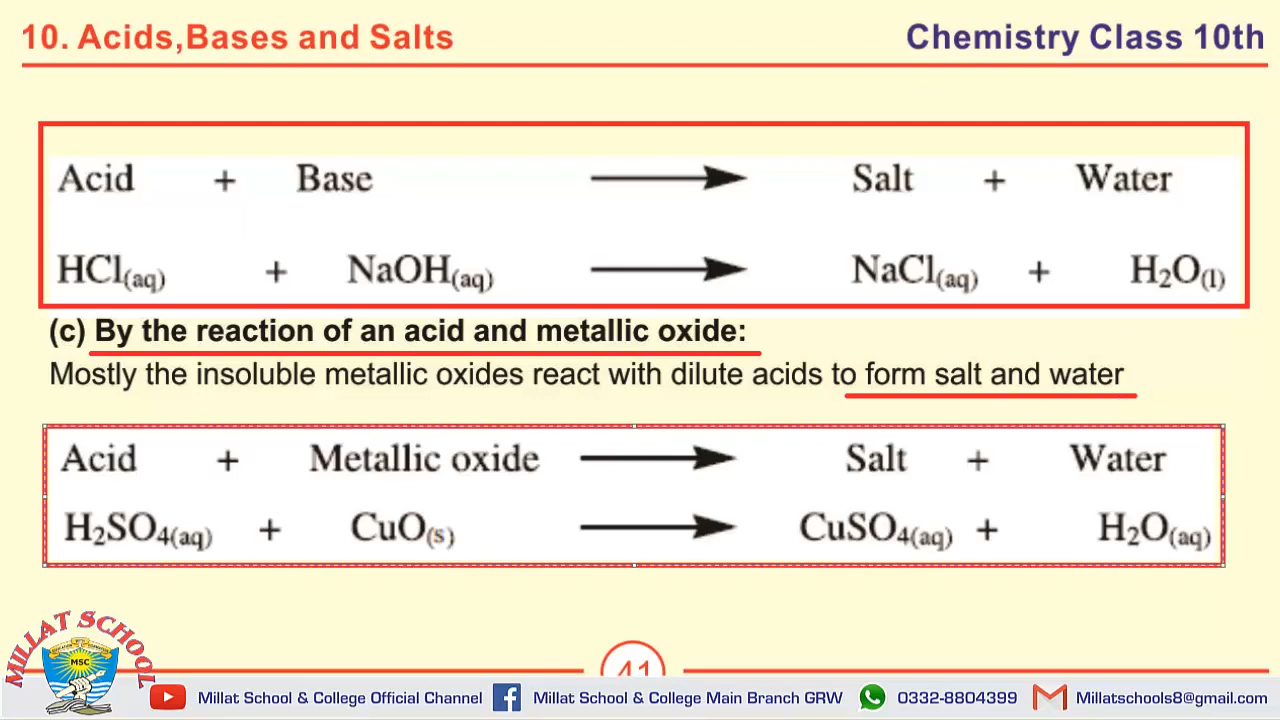 10. Acids,Bases and Salts
Chemistry Class 10th
Acid + Base ⟶ Salt + Water
HCl(aq) + NaOH(aq) ⟶ NaCl(aq) + H₂O(l)
(c) By the reaction of an acid and metallic oxide:
Mostly the insoluble metallic oxides react with dilute acids to form salt and water
Acid + Metallic oxide ⟶ Salt + Water
H₂SO₄(aq) + CuO(s) ⟶ CuSO₄(aq) + H₂O(aq)
MILLAT SCHOOL
MSC
41
Millat School & College Official Channel
Millat School & College Main Branch GRW
0332-8804399
Millatschools8@gmail.com